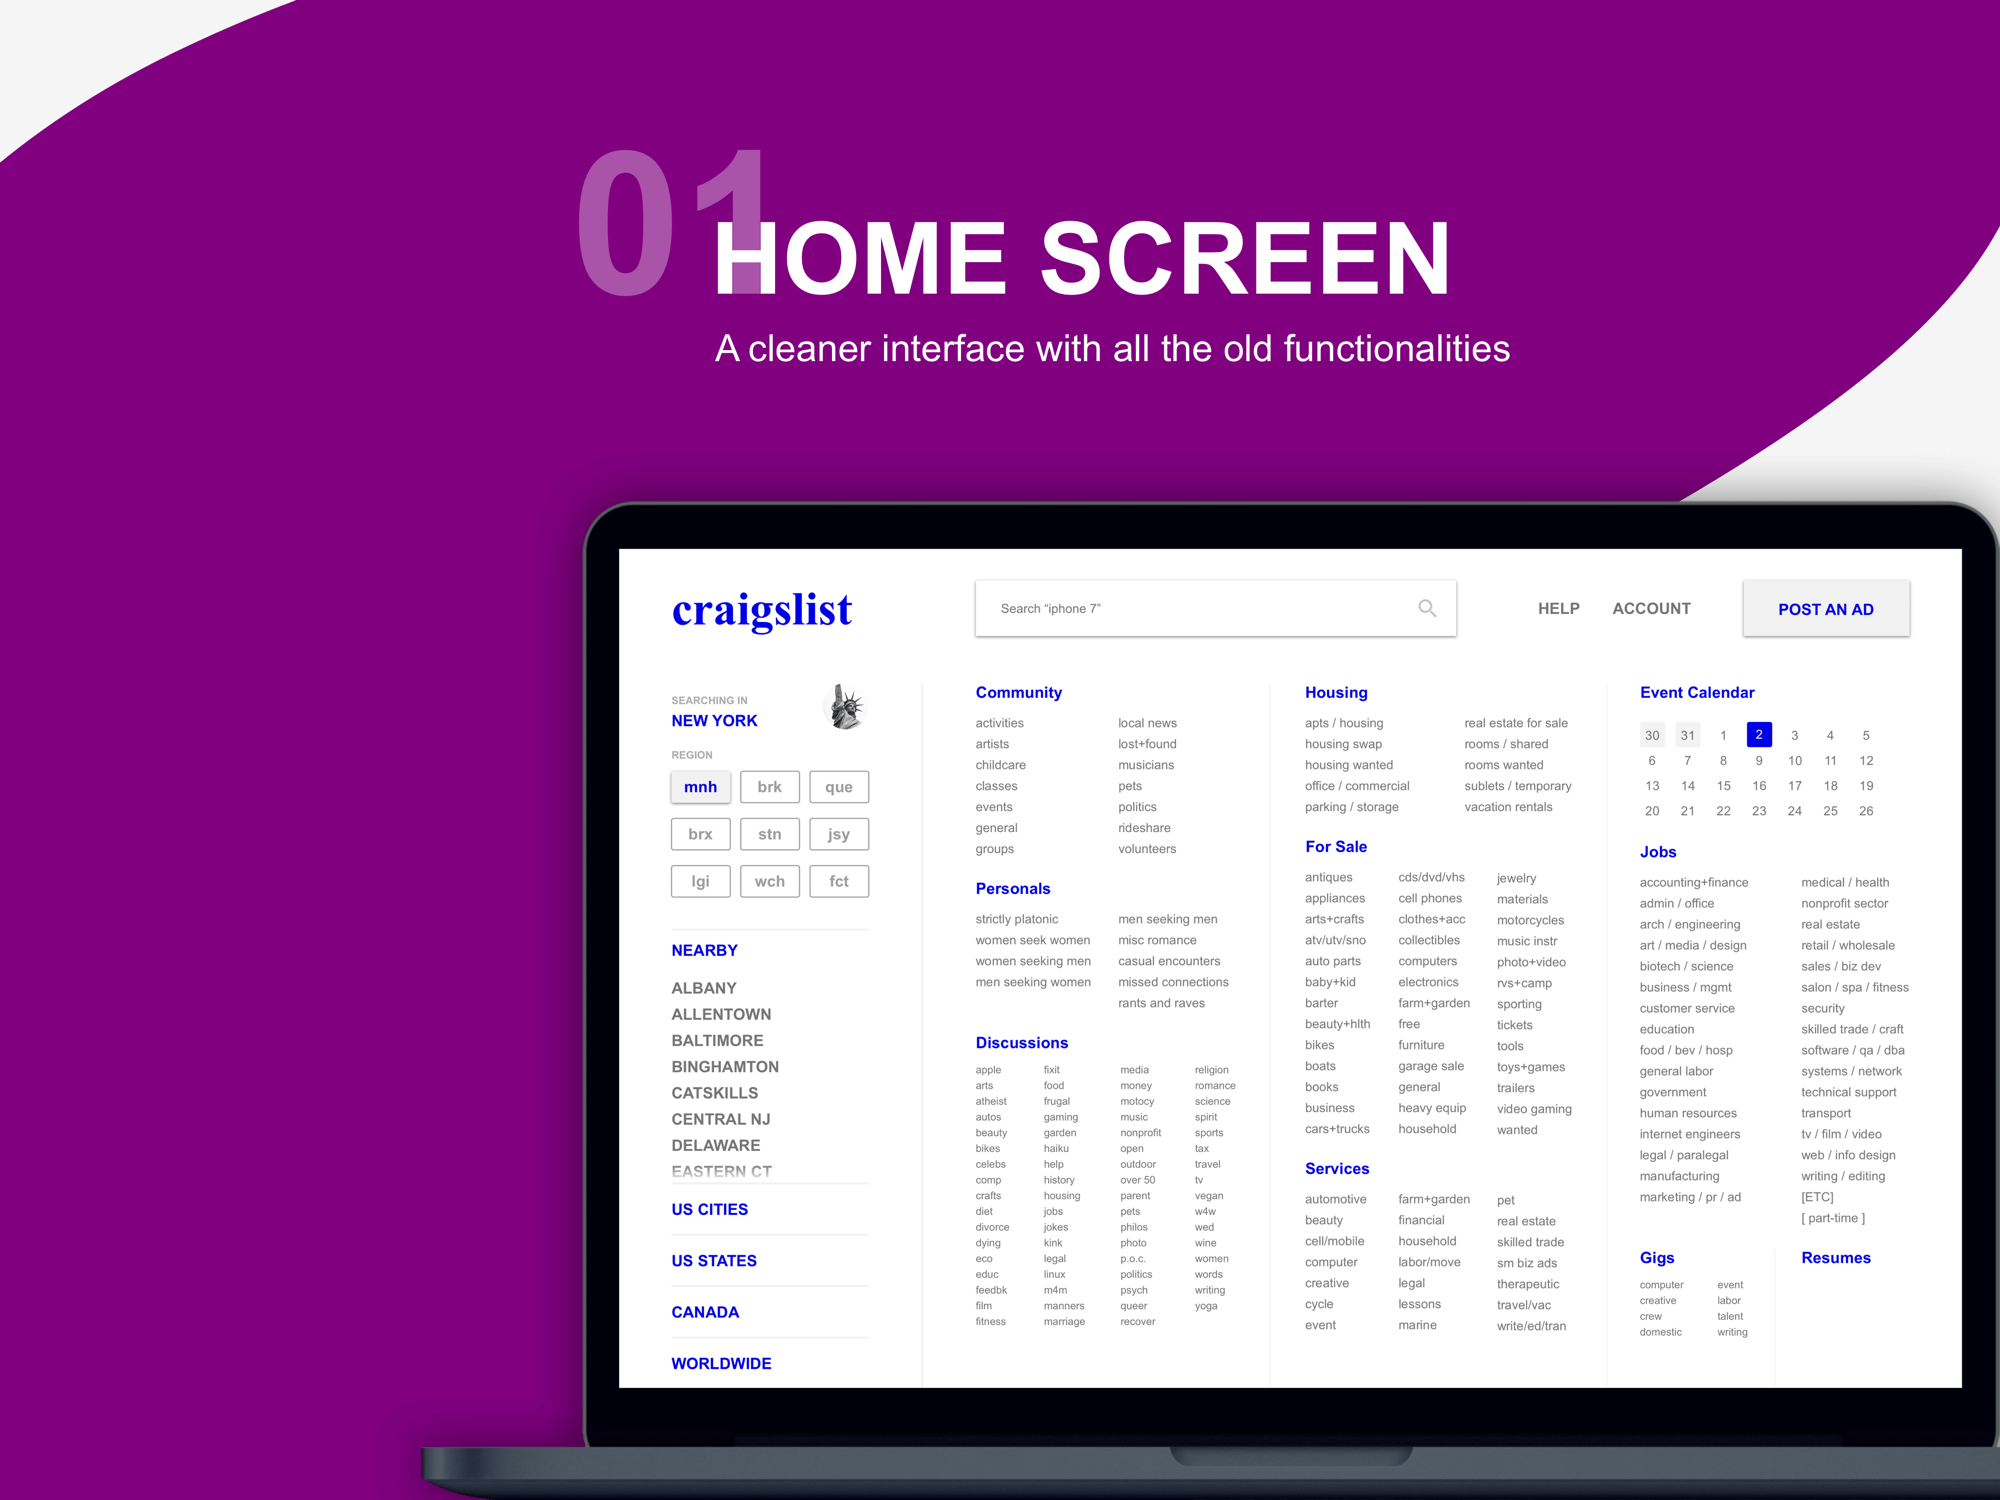 01
HOME SCREEN
A cleaner interface with all the old functionalities
craigslist
Search “iphone 7”
HELP
ACCOUNT
POST AN AD
SEARCHING IN
NEW YORK
REGION
mnh brk que
brx stn jsy
lgi wch fct
NEARBY
ALBANY
ALLENTOWN
BALTIMORE
BINGHAMTON
CATSKILLS
CENTRAL NJ
DELAWARE
EASTERN CT
US CITIES
US STATES
CANADA
WORLDWIDE
Community
activities
artists
childcare
classes
events
general
groups
local news
lost+found
musicians
pets
politics
rideshare
volunteers
Personals
strictly platonic
women seek women
women seeking men
men seeking women
men seeking men
misc romance
casual encounters
missed connections
rants and raves
Discussions
apple
arts
atheist
autos
beauty
bikes
celebs
comp
crafts
diet
divorce
dying
eco
educ
feedbk
film
fitness
fixit
food
frugal
gaming
garden
haiku
help
history
housing
jobs
jokes
kink
legal
linux
m4m
manners
marriage
media
money
motocy
music
nonprofit
open
outdoor
over 50
parent
pets
philos
photo
p.o.c.
politics
psych
queer
recover
religion
romance
science
spirit
sports
tax
travel
tv
vegan
w4w
wed
wine
women
words
writing
yoga
Housing
apts / housing
housing swap
housing wanted
office / commercial
parking / storage
real estate for sale
rooms / shared
rooms wanted
sublets / temporary
vacation rentals
For Sale
antiques
appliances
arts+crafts
atv/utv/sno
auto parts
baby+kid
barter
beauty+hlth
bikes
boats
books
business
cars+trucks
cds/dvd/vhs
cell phones
clothes+acc
collectibles
computers
electronics
farm+garden
free
furniture
garage sale
general
heavy equip
household
jewelry
materials
motorcycles
music instr
photo+video
rvs+camp
sporting
tickets
tools
toys+games
trailers
video gaming
wanted
Services
automotive
beauty
cell/mobile
computer
creative
cycle
event
farm+garden
financial
household
labor/move
legal
lessons
marine
pet
real estate
skilled trade
sm biz ads
therapeutic
travel/vac
write/ed/tran
Event Calendar
30 31 1 2 3 4 5
6 7 8 9 10 11 12
13 14 15 16 17 18 19
20 21 22 23 24 25 26
Jobs
accounting+finance
admin / office
arch / engineering
art / media / design
biotech / science
business / mgmt
customer service
education
food / bev / hosp
general labor
government
human resources
internet engineers
legal / paralegal
manufacturing
marketing / pr / ad
medical / health
nonprofit sector
real estate
retail / wholesale
sales / biz dev
salon / spa / fitness
security
skilled trade / craft
software / qa / dba
systems / network
technical support
transport
tv / film / video
web / info design
writing / editing
[ETC]
[ part-time ]
Gigs
computer
creative
crew
domestic
event
labor
talent
writing
Resumes